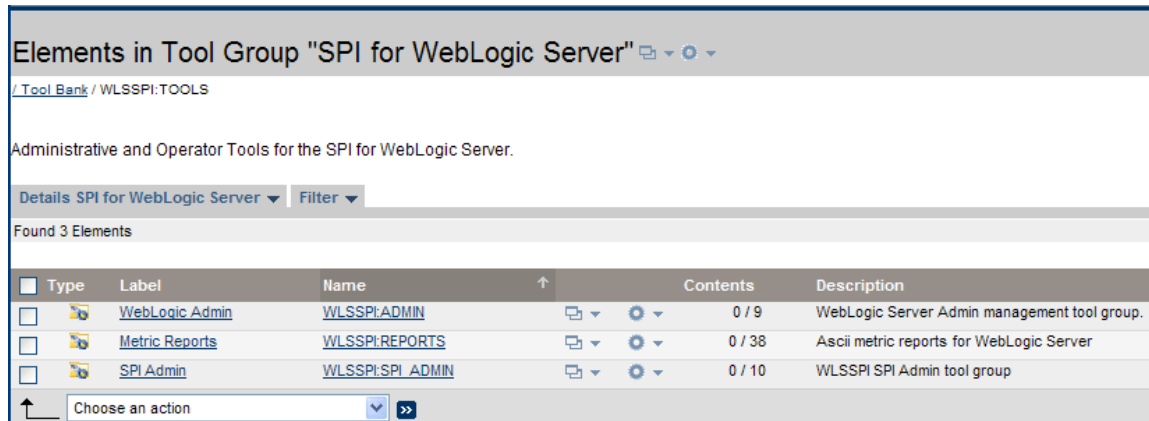 Elements in Tool Group "SPI for WebLogic Server"
/ Tool Bank / WLSSPI:TOOLS
Administrative and Operator Tools for the SPI for WebLogic Server.
Details SPI for WebLogic Server Filter
Found 3 Elements
Type Label Name Contents Description
WebLogic Admin WLSSPI:ADMIN 0 / 9 WebLogic Server Admin management tool group.
Metric Reports WLSSPI:REPORTS 0 / 38 Ascii metric reports for WebLogic Server
SPI Admin WLSSPI:SPI_ADMIN 0 / 10 WLSSPI SPI Admin tool group
Choose an action